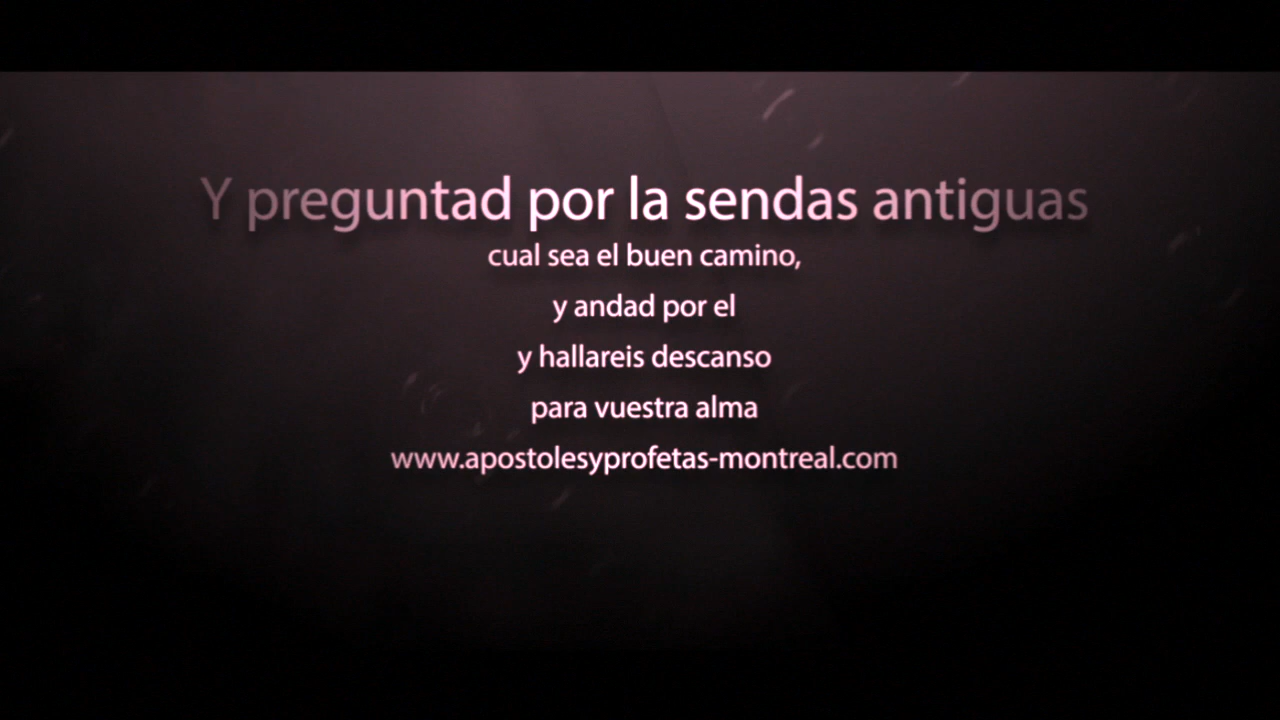 Y preguntad por la sendas antiguas
cual sea el buen camino,
y andad por el
y hallareis descanso
para vuestra alma
www.apostolesyprofetas-montreal.com